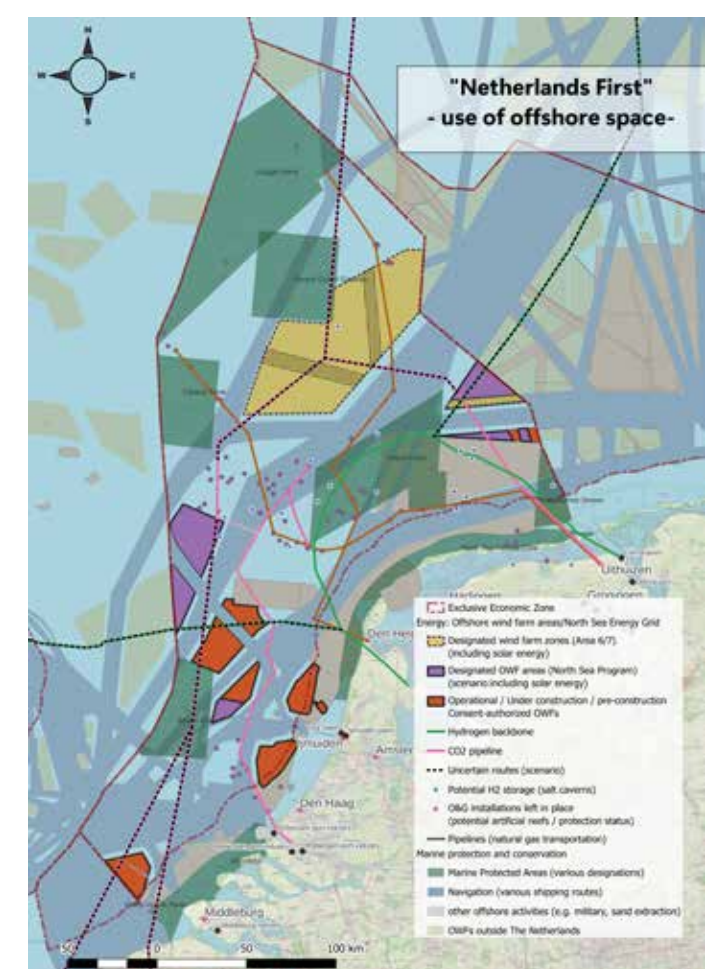 "Netherlands First"
- use of offshore space-
N
W
E
S
Uithuizen
Groningen
Den Hel
Den Haag
Middelburg
Exclusive Economic Zone
Energy: Offshore wind farm areas/North Sea Energy Grid
Designated wind farm zones (Area 6/7)
(including solar energy)
Designated OWF areas (North Sea Program)
(scenario:including solar energy)
Operational / Under construction / pre-construction
Consent-authorized OWFs
Hydrogen backbone
CO2 pipeline
Uncertain routes (scenario)
Potential H2 storage (salt caverns)
O&G installations left in place
(potential artificial reefs / protection status)
Pipelines (natural gas transportation)
Marine protection and conservation
Marine Protected Areas (various designations)
Navigation (various shipping routes)
other offshore activities (e.g. military, sand extraction)
OWFs outside The Netherlands
50
0
50
100 km